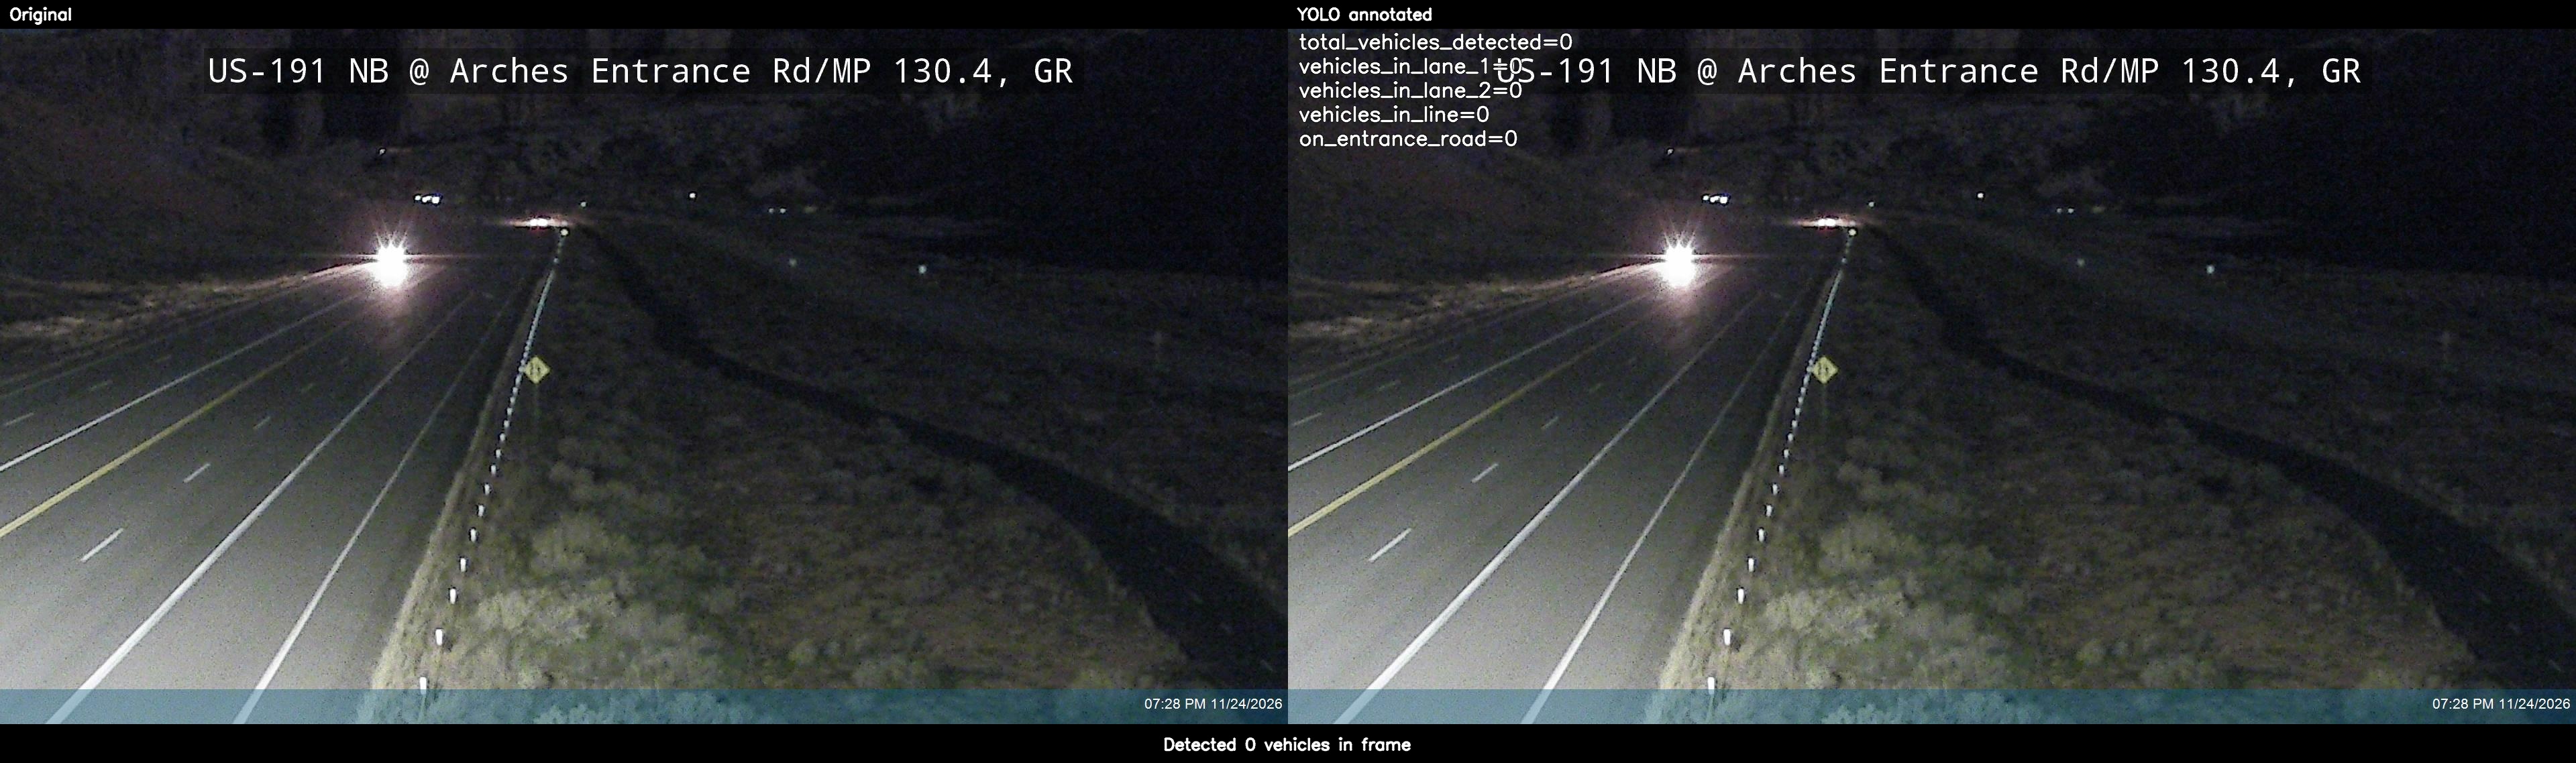 Original
US-191 NB @ Arches Entrance Rd/MP 130.4, GR
07:28 PM 11/24/2026
YOLO annotated
total_vehicles_detected=0
vehicles_in_lane_1=0
US-191 NB @ Arches Entrance Rd/MP 130.4, GR
vehicles_in_lane_2=0
vehicles_in_line=0
on_entrance_road=0
07:28 PM 11/24/2026
Detected 0 vehicles in frame